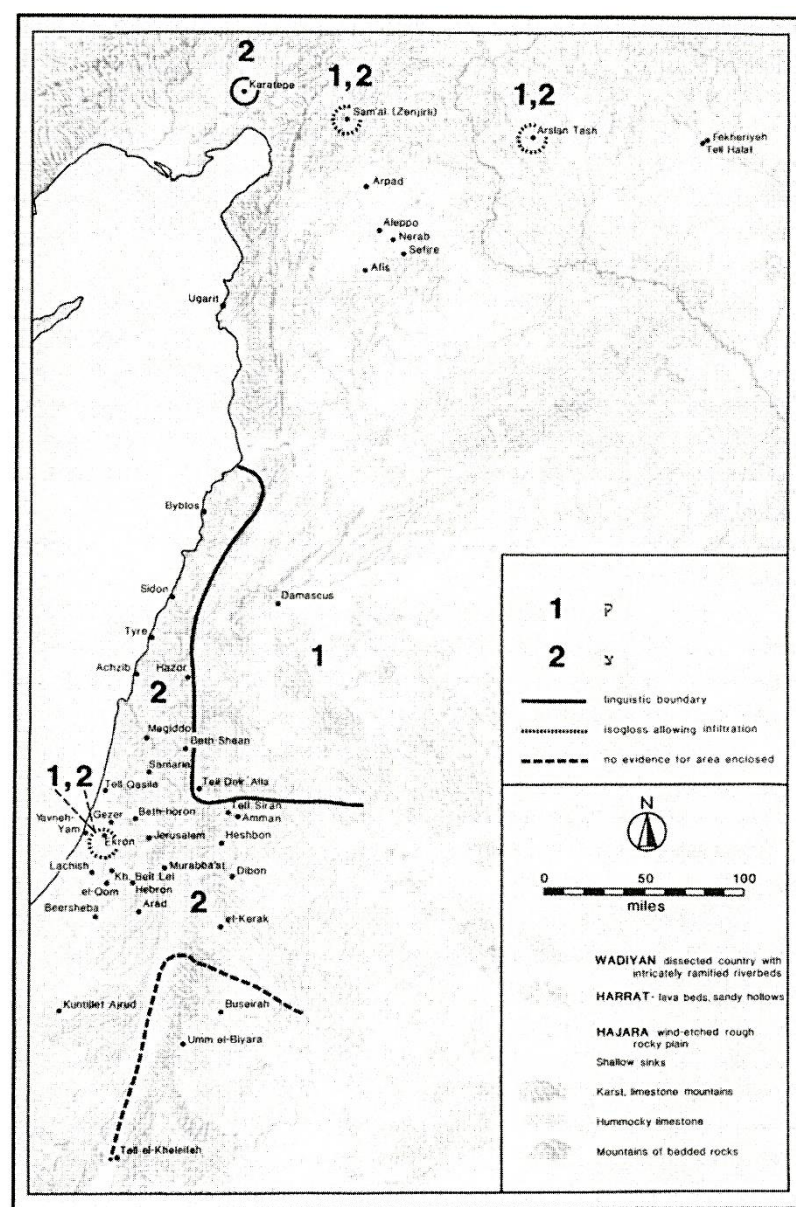 2
Karatepe
1,2
Sam'al (Zenjirli)
1,2
Arslan Tash
Fekheriyeh
Tell Halaf
Arpad
Aleppo
Nerab
Sefire
Afis
Ugarit
Byblos
Sidon
Damascus
Tyre
1
Achzib
Hazor
2
Megiddo
Beth-Shean
Samaria
1,2
Tell Qasile
Tell Deir ʿAlla
Yavneh-Yam
Gezer
Beth-horon
Tell Siran
Amman
Ekron
Jerusalem
Heshbon
Lachish
Kh. Beit Lei
Murabba'at
Dibon
el-Qom
Hebron
Beersheba
Arad
2
el-Kerak
Kuntillet Ajrud
Buseirah
Umm el-Biyara
Tell el-Kheleifeh
1 ק
2 צ
linguistic boundary
isogloss allowing infiltration
no evidence for area enclosed
N
0 50 100
miles
WADIYAN dissected country with
intricately ramified riverbeds
HARRAT - lava beds, sandy hollows
HAJARA wind-etched rough
rocky plain
Shallow sinks
Karst, limestone mountains
Hummocky limestone
Mountains of bedded rocks